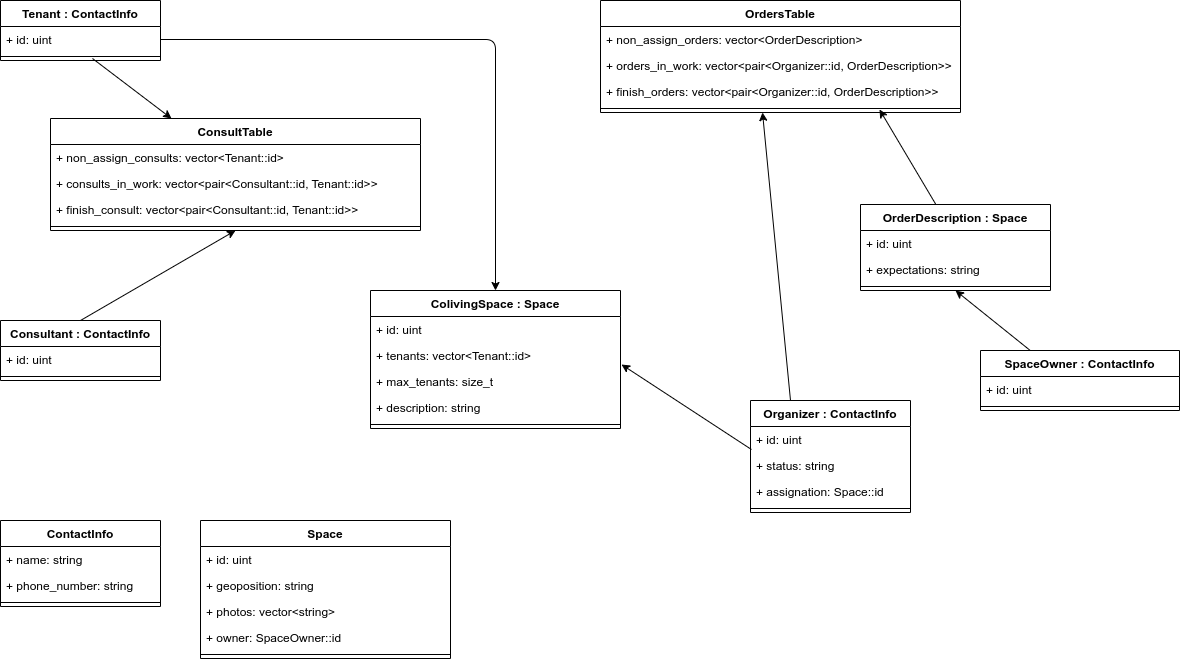 Tenant : ContactInfo
+ id: uint
OrdersTable
+ non_assign_orders: vector<OrderDescription>
+ orders_in_work: vector<pair<Organizer::id, OrderDescription>>
+ finish_orders: vector<pair<Organizer::id, OrderDescription>>
ConsultTable
+ non_assign_consults: vector<Tenant::id>
+ consults_in_work: vector<pair<Consultant::id, Tenant::id>>
+ finish_consult: vector<pair<Consultant::id, Tenant::id>>
OrderDescription : Space
+ id: uint
+ expectations: string
Consultant : ContactInfo
+ id: uint
ColivingSpace : Space
+ id: uint
+ tenants: vector<Tenant::id>
+ max_tenants: size_t
+ description: string
SpaceOwner : ContactInfo
+ id: uint
Organizer : ContactInfo
+ id: uint
+ status: string
+ assignation: Space::id
ContactInfo
+ name: string
+ phone_number: string
Space
+ id: uint
+ geoposition: string
+ photos: vector<string>
+ owner: SpaceOwner::id